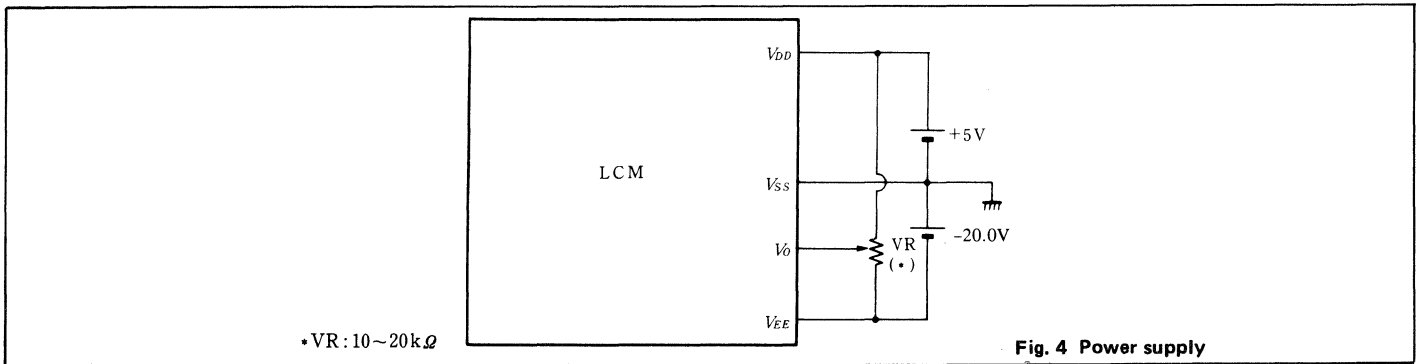 VDD
+5V
LCM
VSS
-20.0V
VO
VR
(*)
VEE
*VR:10~20kΩ
Fig. 4 Power supply